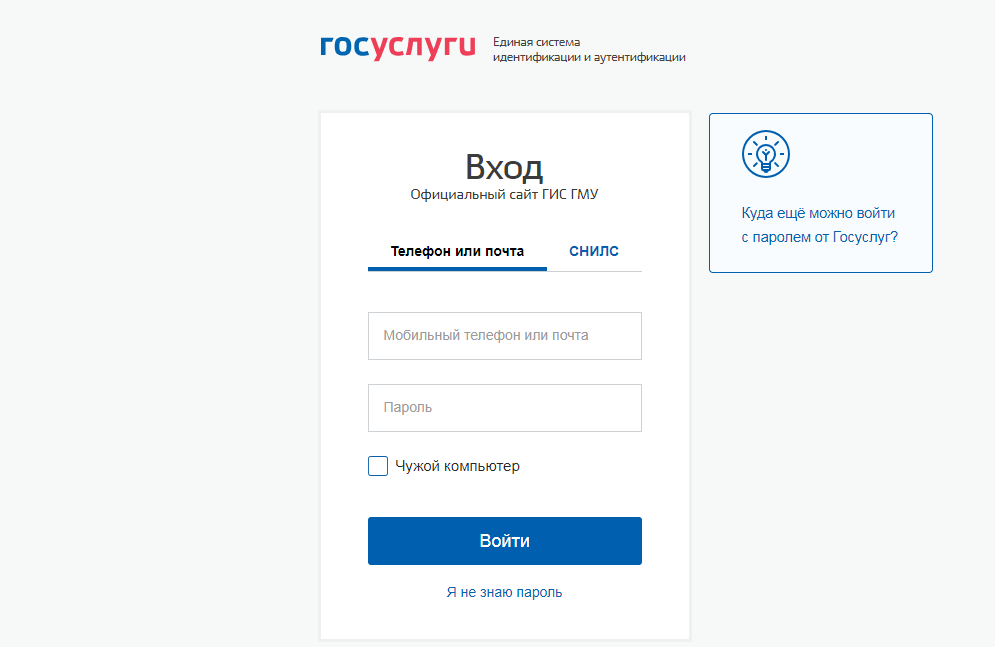 госуслуги
Единая система
идентификации и аутентификации
Вход
Официальный сайт ГИС ГМУ
Телефон или почта
СНИЛС
Мобильный телефон или почта
Пароль
Чужой компьютер
Войти
Я не знаю пароль
Куда ещё можно войти
с паролем от Госуслуг?